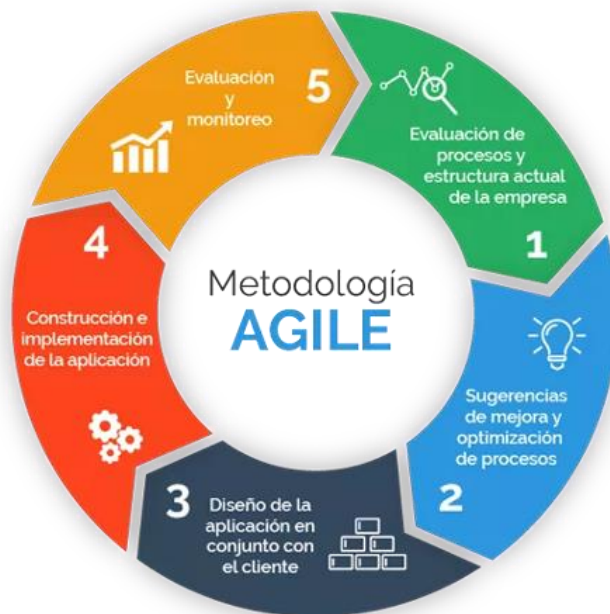 Metodología
AGILE
Evaluación de
procesos y
estructura actual
de la empresa
1
Sugerencias
de mejora y
optimización
de procesos
2
3
Diseño de la
aplicación en
conjunto con
el cliente
4
Construcción e
implementación
de la aplicación
5
Evaluación
y
monitoreo